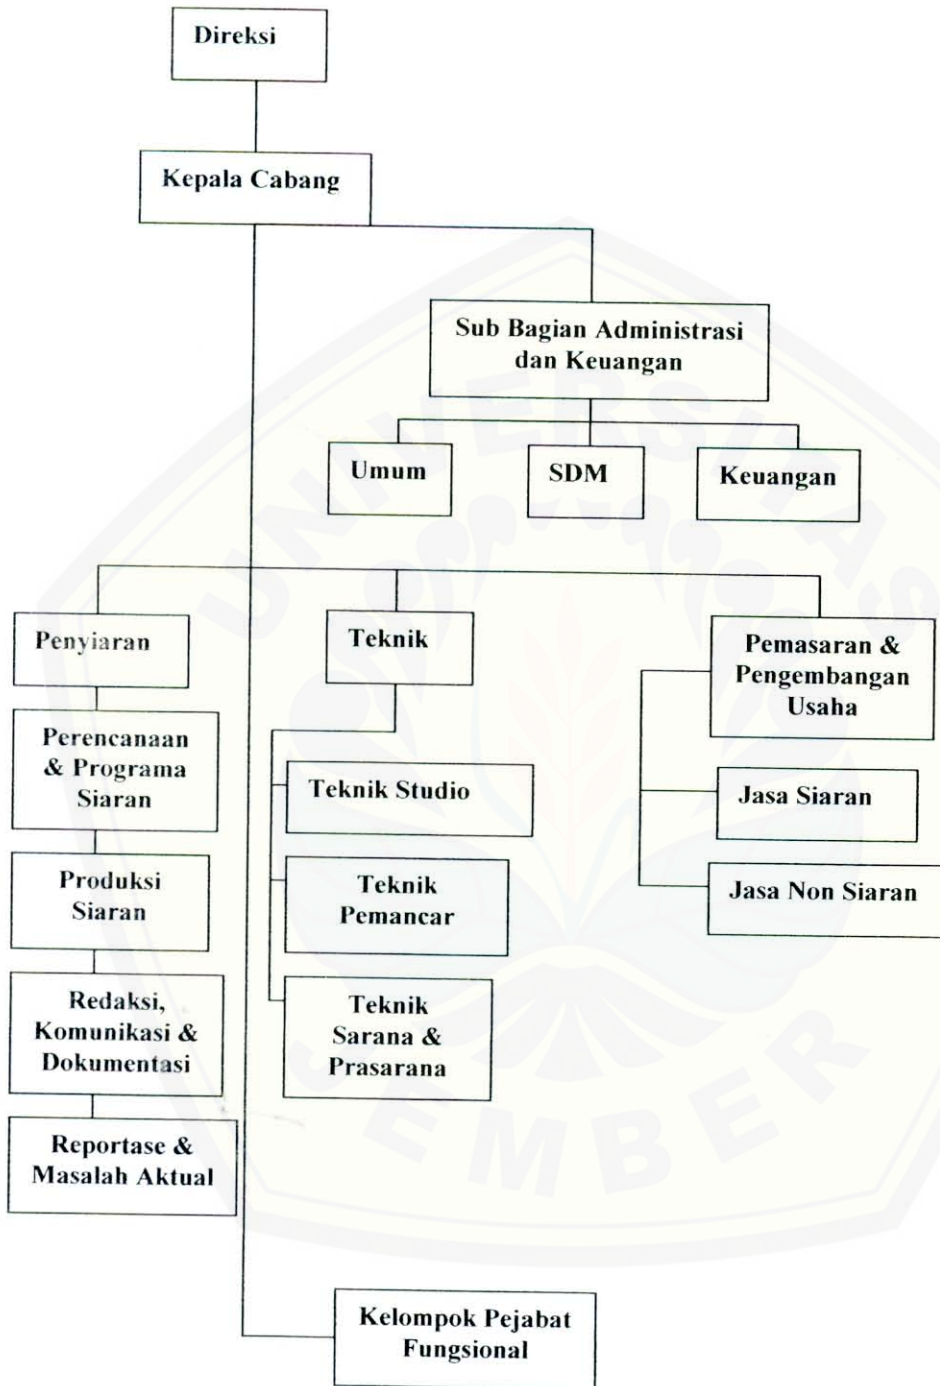 Direksi
Kepala Cabang
Sub Bagian Administrasi
dan Keuangan
Umum
SDM
Keuangan
Penyiaran
Teknik
Pemasaran &
Pengembangan
Usaha
Perencanaan
& Programa
Siaran
Teknik Studio
Jasa Siaran
Produksi
Siaran
Teknik
Pemancar
Jasa Non Siaran
Redaksi,
Komunikasi &
Dokumentasi
Teknik
Sarana &
Prasarana
Reportase &
Masalah Aktual
Kelompok Pejabat
Fungsional
UNIVERSITAS
JEMBER